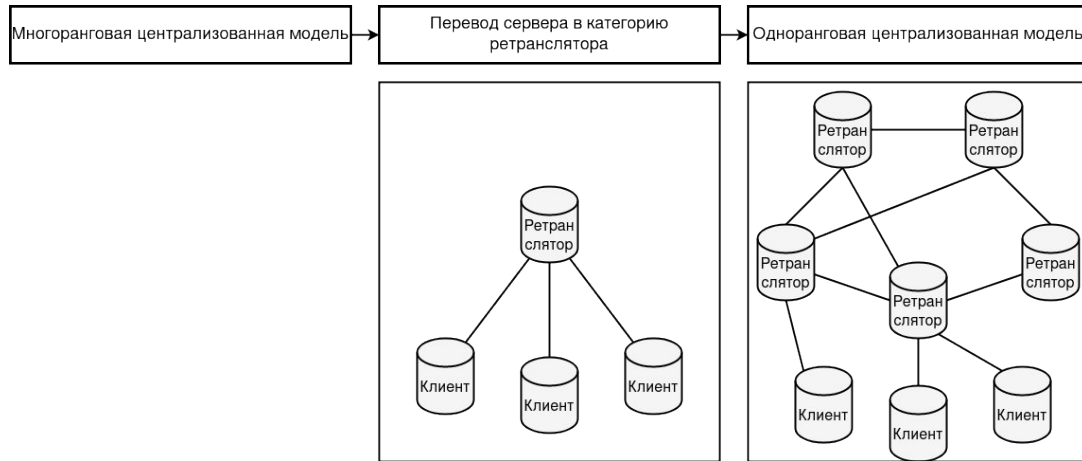 Многоранговая централизованная модель
Перевод сервера в категорию
ретранслятора
Одноранговая централизованная модель
Ретран
слятор
Клиент
Клиент
Клиент
Ретран
слятор
Ретран
слятор
Ретран
слятор
Ретран
слятор
Ретран
слятор
Клиент
Клиент
Клиент